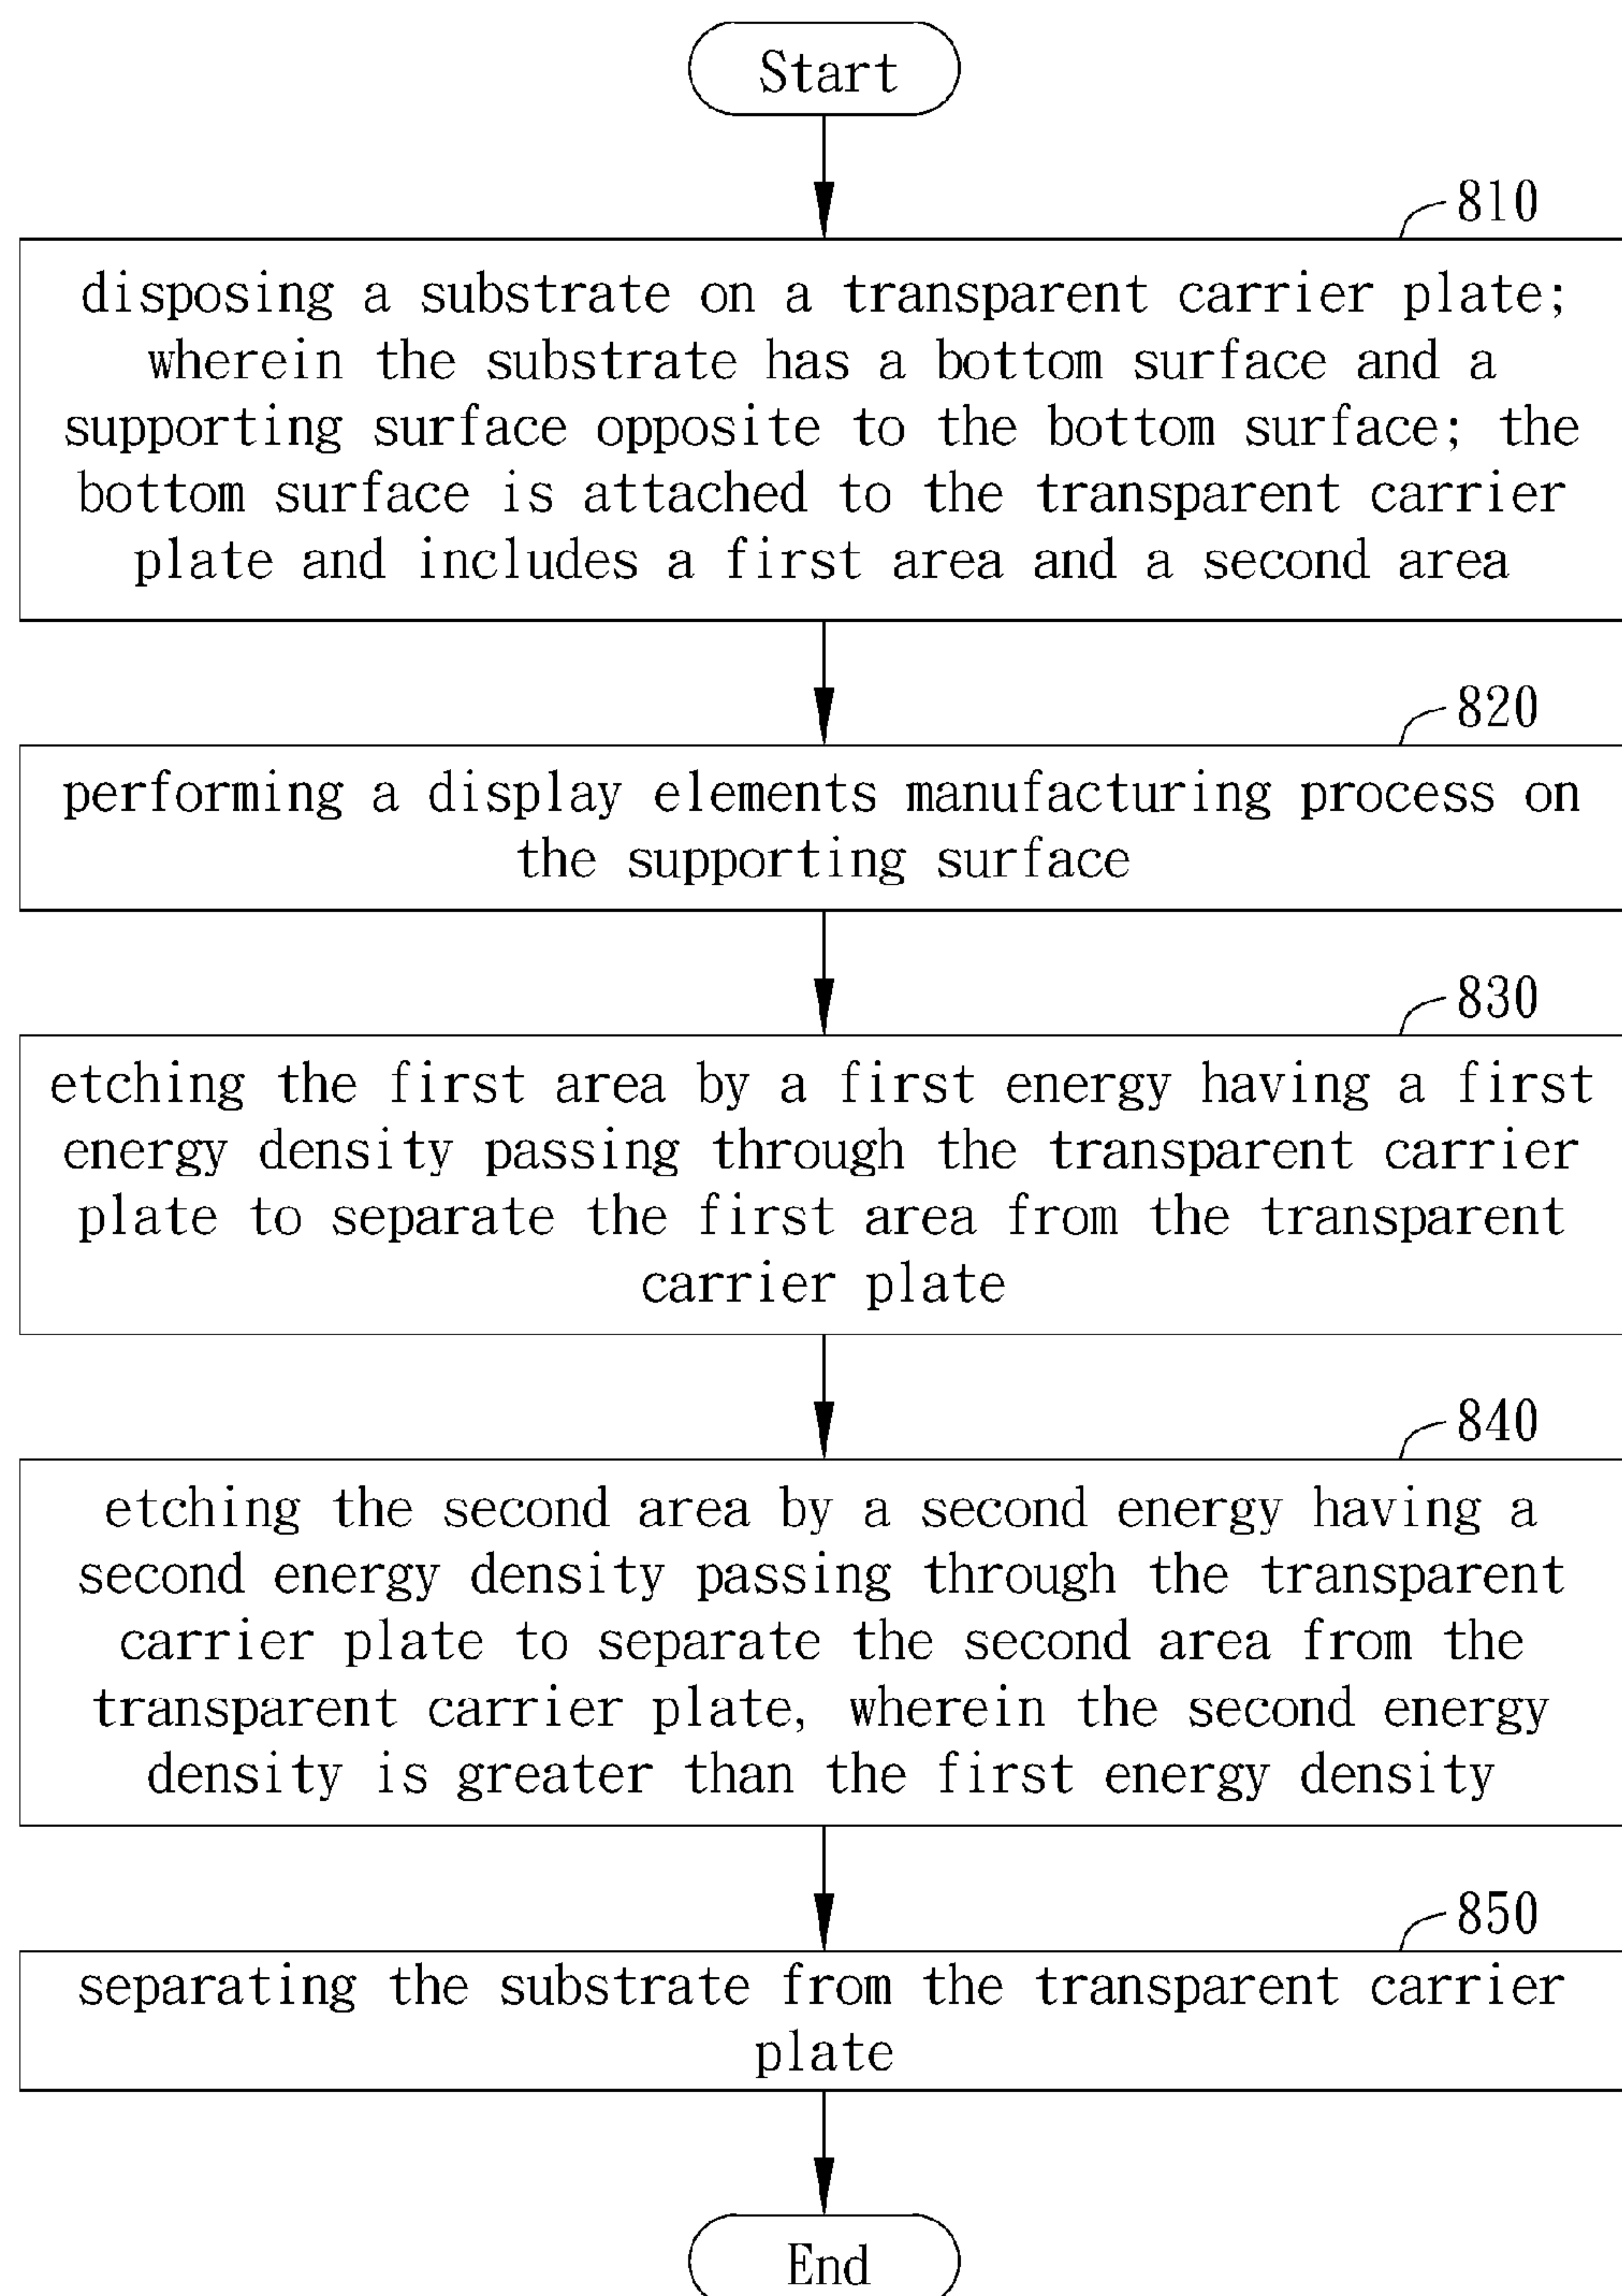 Start
810
disposing a substrate on a transparent carrier plate;
wherein the substrate has a bottom surface and a
supporting surface opposite to the bottom surface; the
bottom surface is attached to the transparent carrier
plate and includes a first area and a second area
820
performing a display elements manufacturing process on
the supporting surface
830
etching the first area by a first energy having a first
energy density passing through the transparent carrier
plate to separate the first area from the transparent
carrier plate
840
etching the second area by a second energy having a
second energy density passing through the transparent
carrier plate to separate the second area from the
transparent carrier plate, wherein the second energy
density is greater than the first energy density
850
separating the substrate from the transparent carrier
plate
End